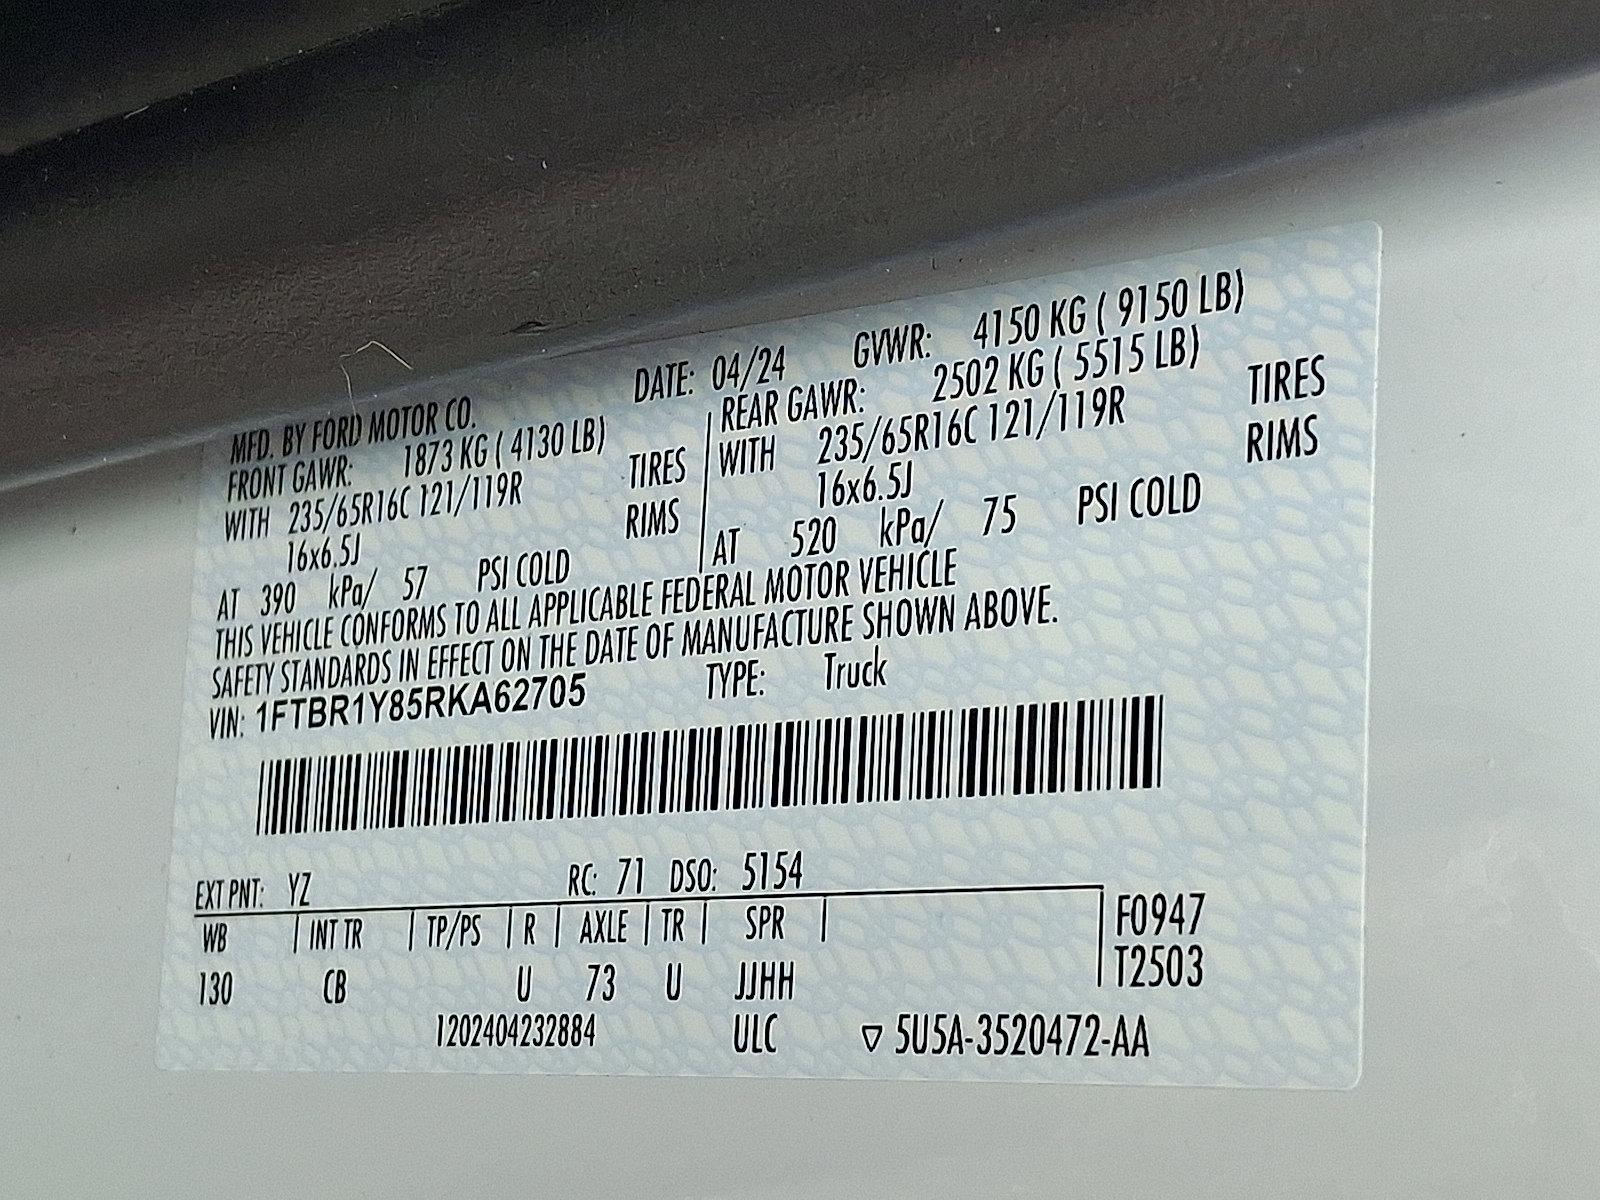 MFD. BY FORD MOTOR CO. DATE: 04/24 GVWR: 4150 KG ( 9150 LB)
FRONT GAWR: 1873 KG ( 4130 LB) REAR GAWR: 2502 KG ( 5515 LB)
WITH 235/65R16C 121/119R TIRES WITH 235/65R16C 121/119R TIRES
16x6.5J RIMS 16x6.5J RIMS
AT 390 kPa/ 57 PSI COLD AT 520 kPa/ 75 PSI COLD
THIS VEHICLE CONFORMS TO ALL APPLICABLE FEDERAL MOTOR VEHICLE
SAFETY STANDARDS IN EFFECT ON THE DATE OF MANUFACTURE SHOWN ABOVE.
VIN: 1FTBR1Y85RKA62705 TYPE: Truck
EXT PNT: YZ RC: 71 DSO: 5154
WB INT TR TP/PS R AXLE TR SPR F0947
130 CB U 73 U JJHH T2503
1202404232884 ULC ▽ 5U5A-3520472-AA